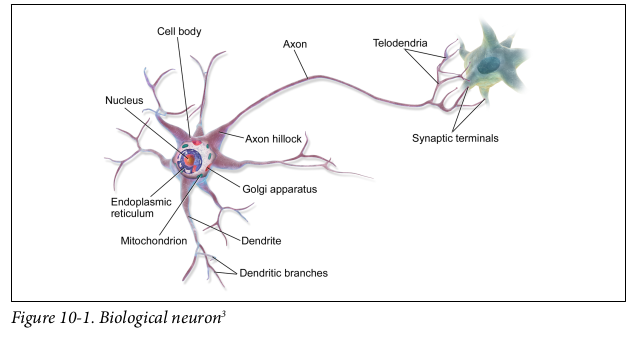 Cell body
Axon
Telodendria
Nucleus
Axon hillock
Synaptic terminals
Golgi apparatus
Endoplasmic
reticulum
Mitochondrion
Dendrite
Dendritic branches
Figure 10-1. Biological neuron³